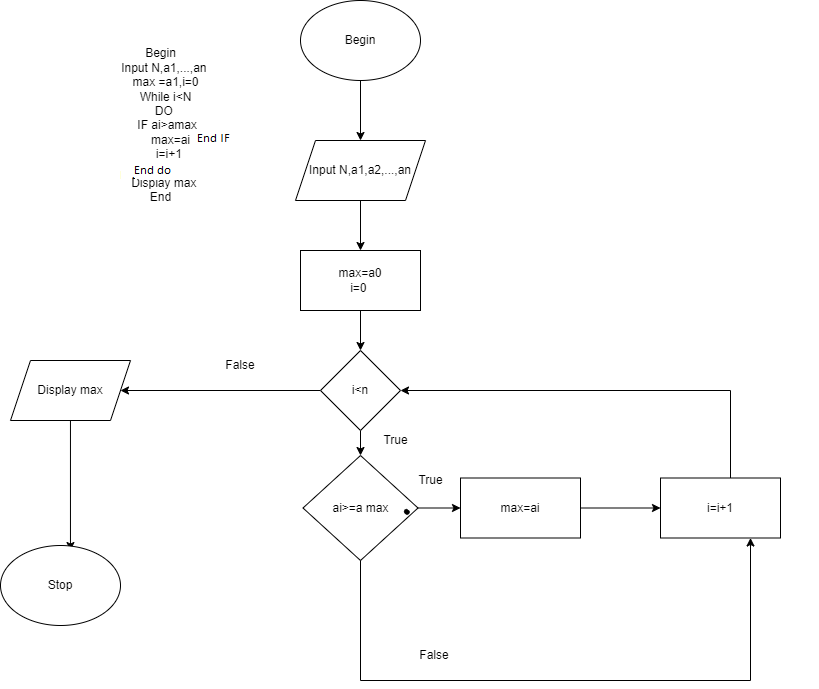 Begin
Input N,a1,...,an
max =a1,i=0
While i<N
DO
IF ai>amax
max=ai End IF
i=i+1
End do
Display max
End
Begin
Input N,a1,a2,...,an
max=a0
i=0
i<n
False
Display max
True
ai>=a max
True
max=ai
i=i+1
Stop
False